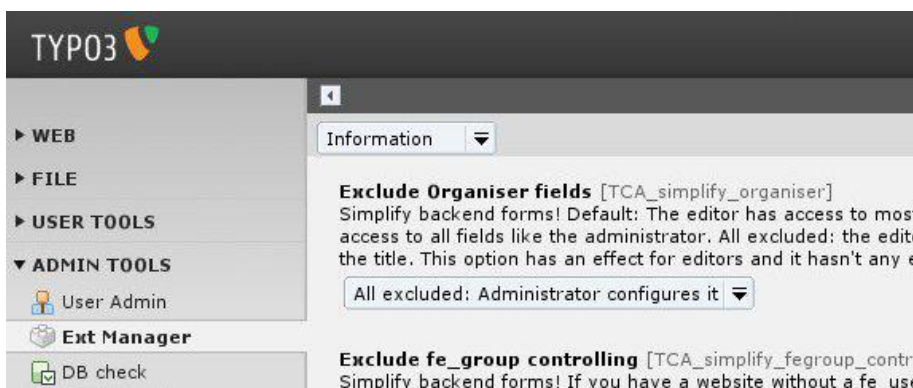 TYPO3
WEB
FILE
USER TOOLS
ADMIN TOOLS
User Admin
Ext Manager
DB check
Information
Exclude Organiser fields [TCA_simplify_organiser]
Simplify backend forms! Default: The editor has access to mos
access to all fields like the administrator. All excluded: the edit
the title. This option has an effect for editors and it hasn't any
All excluded: Administrator configures it
Exclude fe_group controlling [TCA_simplify_fegroup_contr
Simplify backend forms! If you have a website without a fe_us